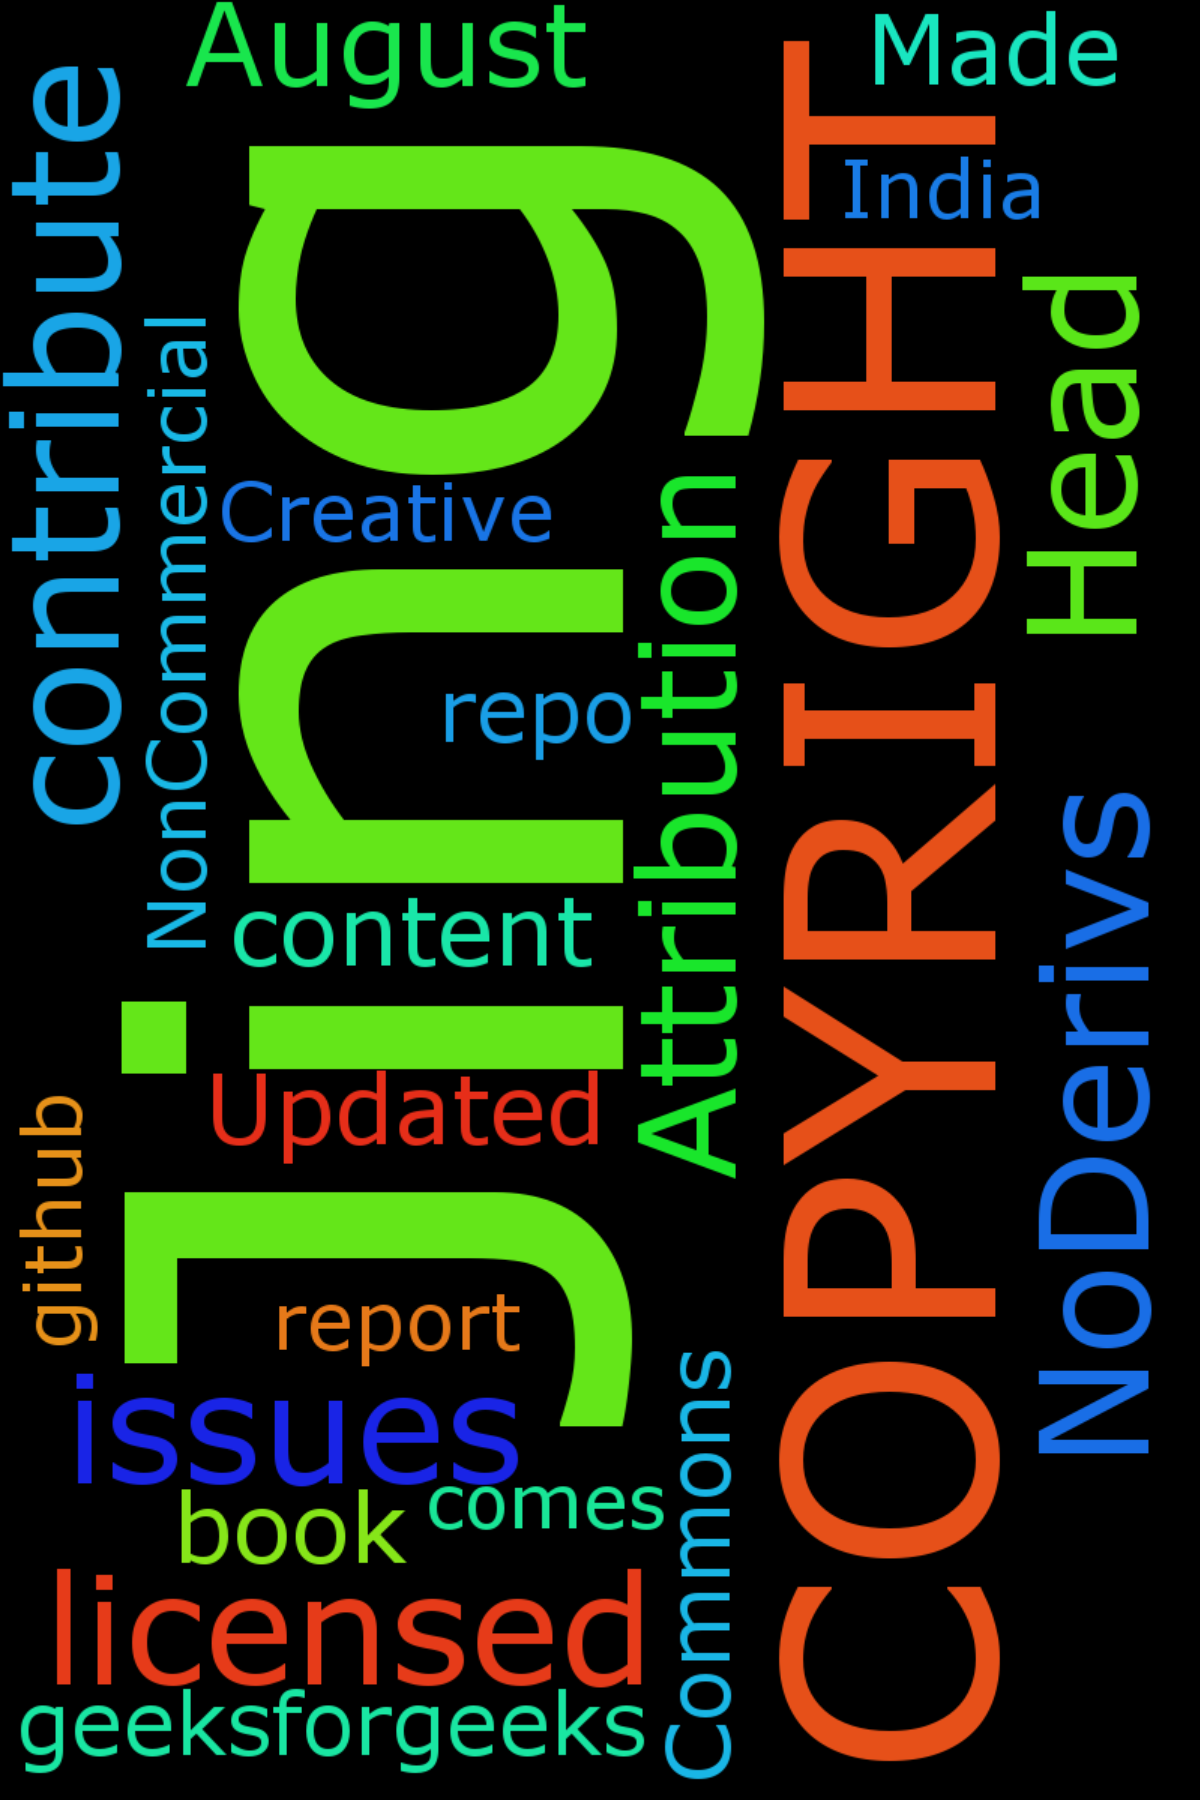 August
Made
contribute
India
Jing
COPYRIGHT
Head
NonCommercial
Creative
Attribution
repo
NoDerivs
content
Updated
github
report
issues
Commons
comes
book
licensed
geeksforgeeks